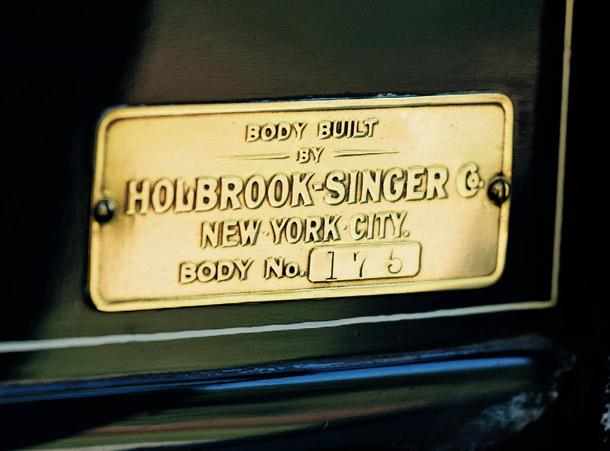 BODY BUILT
BY
HOLBROOK-SINGER Co.
NEW·YORK·CITY.
BODY No. 175